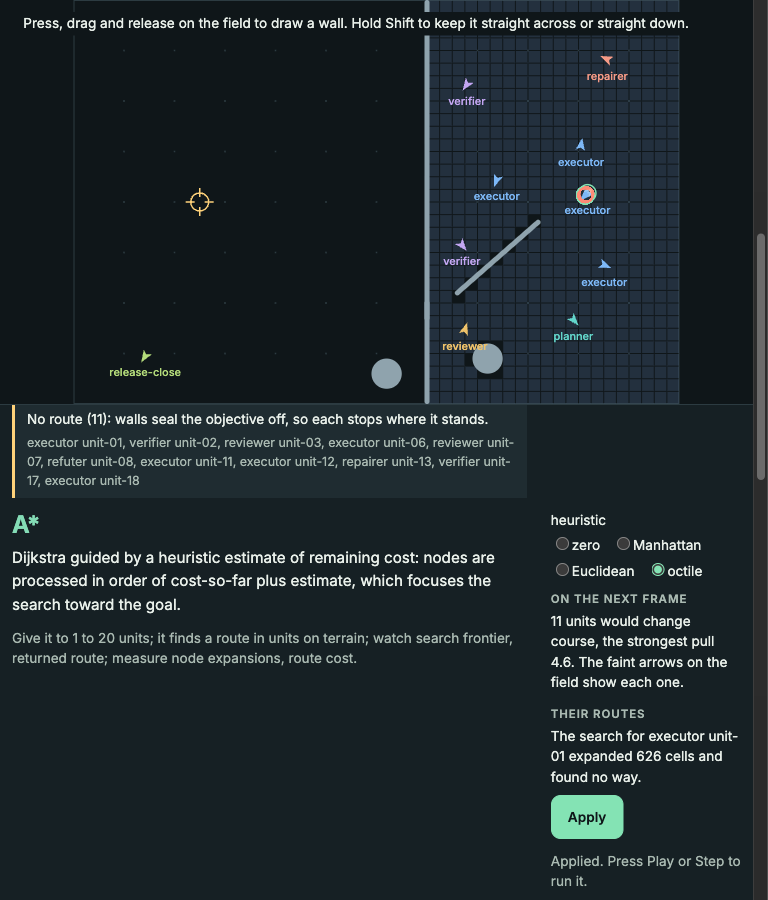 Press, drag and release on the field to draw a wall. Hold Shift to keep it straight across or straight down.
repairer
verifier
executor
executor
executor
verifier
executor
planner
reviewer
release-close
No route (11): walls seal the objective off, so each stops where it stands.
executor unit-01, verifier unit-02, reviewer unit-03, executor unit-06, reviewer unit-
07, refuter unit-08, executor unit-11, executor unit-12, repairer unit-13, verifier unit-
17, executor unit-18
A*
Dijkstra guided by a heuristic estimate of remaining cost: nodes are
processed in order of cost-so-far plus estimate, which focuses the
search toward the goal.
Give it to 1 to 20 units; it finds a route in units on terrain; watch search frontier,
returned route; measure node expansions, route cost.
heuristic
zero Manhattan
Euclidean octile
ON THE NEXT FRAME
11 units would change
course, the strongest pull
4.6. The faint arrows on the
field show each one.
THEIR ROUTES
The search for executor unit-
01 expanded 626 cells and
found no way.
Apply
Applied. Press Play or Step to
run it.